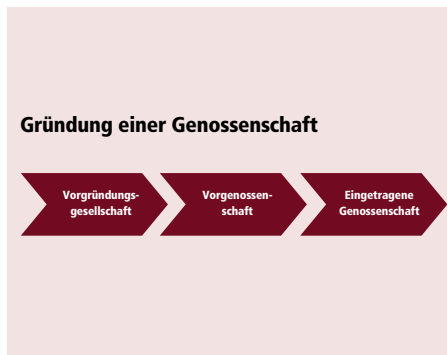 Gründung einer Genossenschaft
Vorgründungs-
gesellschaft
Vorgenossen-
schaft
Eingetragene
Genossenschaft